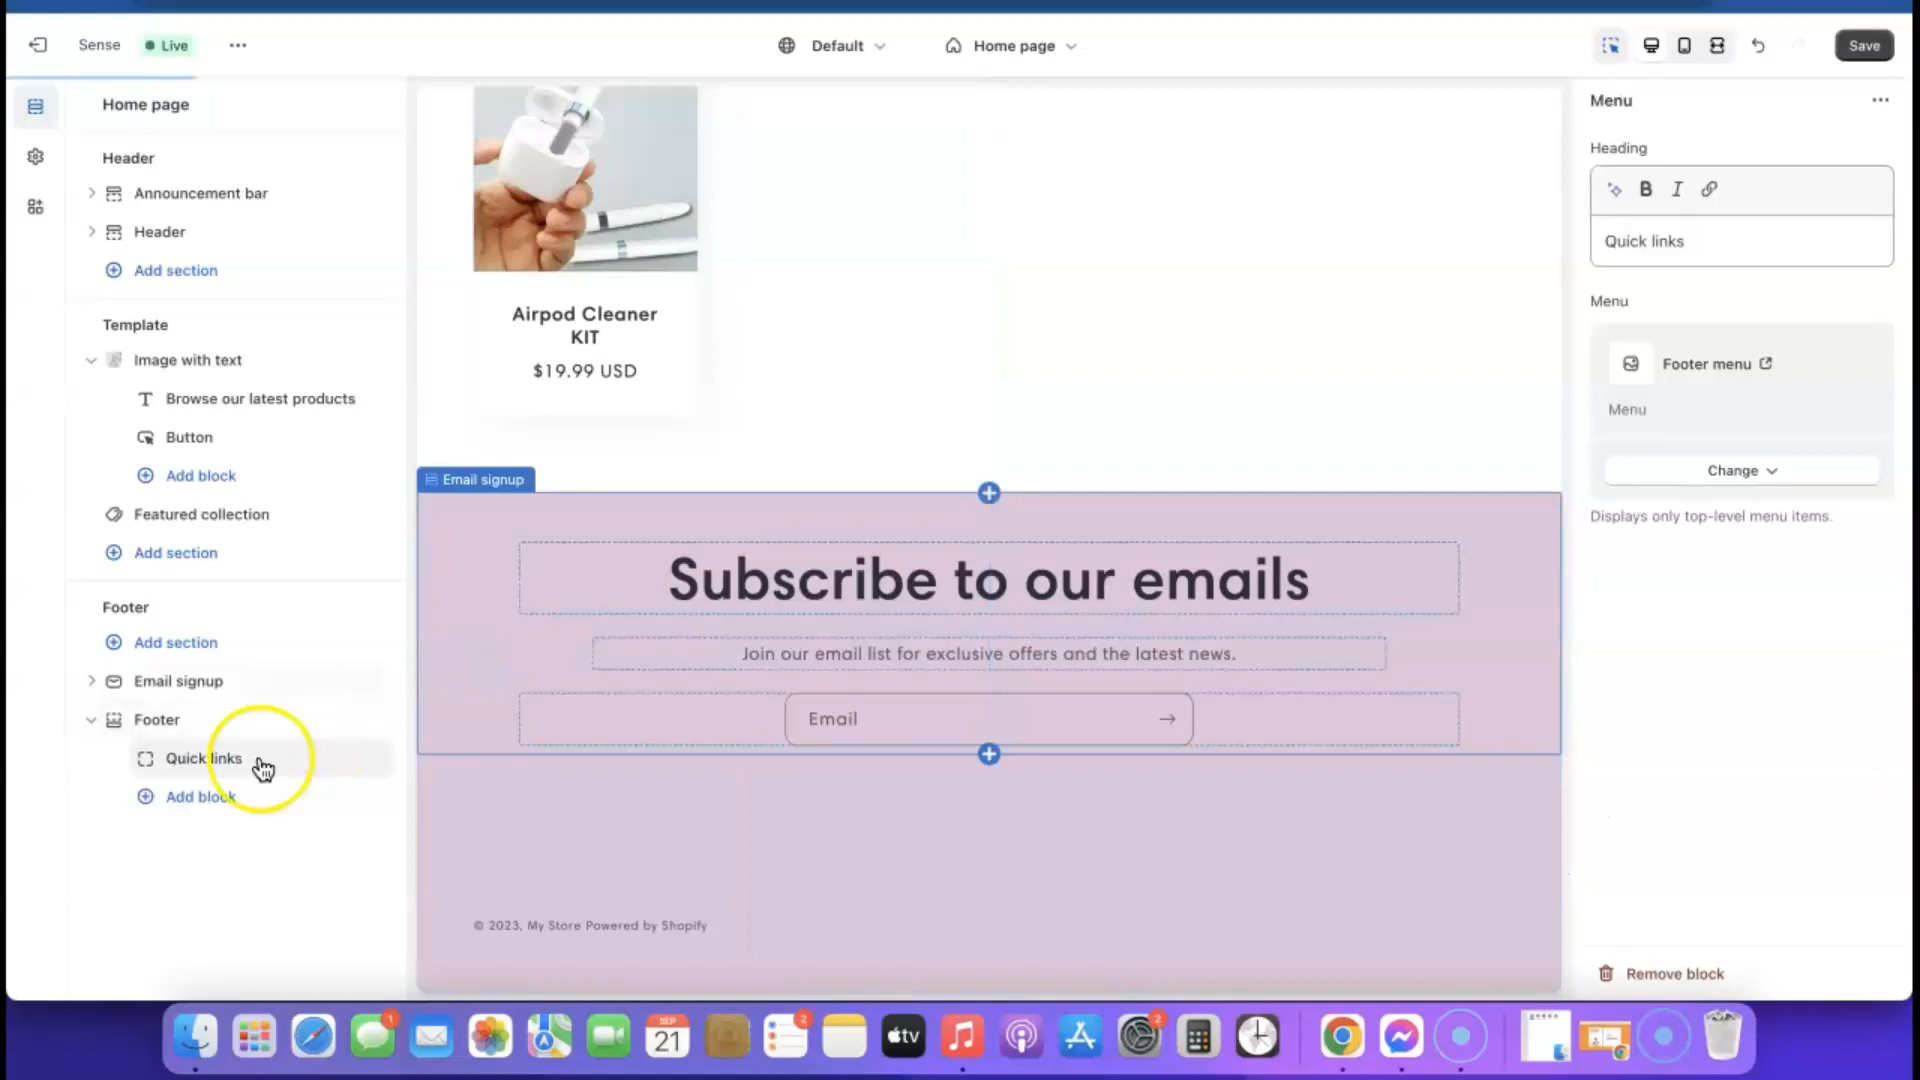 Sense
Live
Default
Home page
Save
Home page
Header
Announcement bar
Header
Add section
Template
Image with text
Browse our latest products
Button
Add block
Featured collection
Add section
Footer
Add section
Email signup
Footer
Quick links
Add block
Airpod Cleaner
KIT
$19.99 USD
Email signup
Subscribe to our emails
Join our email list for exclusive offers and the latest news.
Email
© 2023, My Store Powered by Shopify
Menu
Heading
B I
Quick links
Menu
Footer menu
Menu
Change
Displays only top-level menu items.
Remove block
1
SEP
21
2
tv
2